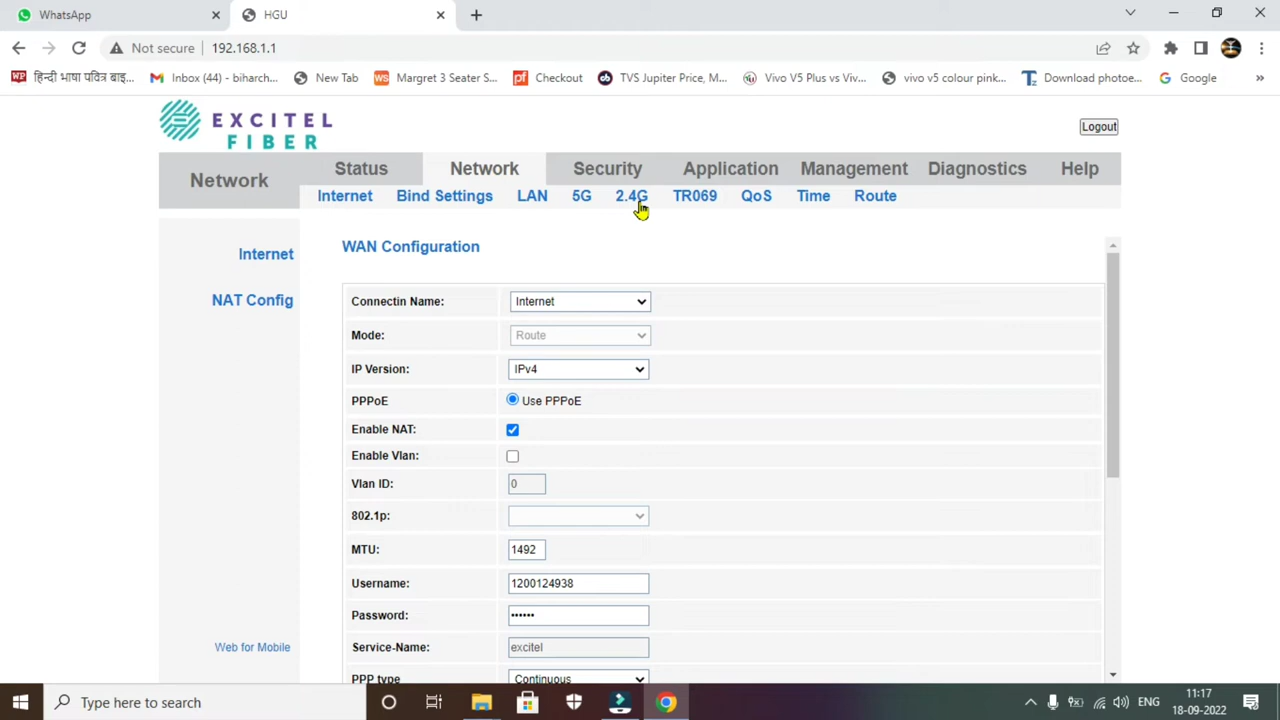 WhatsApp
HGU
Not secure
192.168.1.1
हिन्दी भाषा पवित्र बाइ...
Inbox (44) - biharch...
New Tab
Margret 3 Seater S...
Checkout
TVS Jupiter Price, M...
Vivo V5 Plus vs Viv...
vivo v5 colour pink...
Download photoe...
Google
EXCITEL
FIBER
Logout
Network
Status
Network
Security
Application
Management
Diagnostics
Help
Internet
Bind Settings
LAN
5G
2.4G
TR069
QoS
Time
Route
Internet
NAT Config
Web for Mobile
WAN Configuration
Connectin Name: Internet
Mode: Route
IP Version: IPv4
PPPoE Use PPPoE
Enable NAT:
Enable Vlan:
Vlan ID: 0
802.1p:
MTU: 1492
Username: 1200124938
Password: ••••••
Service-Name: excitel
PPP type Continuous
Type here to search
ENG
11:17
18-09-2022